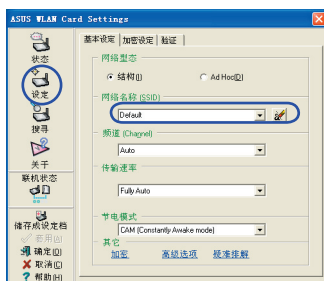 ASUS WLAN Card Settings
状态
设定
搜寻
关于
联机状态
储存成设定档
套用(A)
确定(O)
取消(C)
帮助(H)
基本设定 加密设定 验证
网络型态
结构(I) Ad Hoc(D)
网络名称 (SSID)
Default
频道 (Channel)
Auto
传输速率
Fully Auto
节电模式
CAM (Constantly Awake mode)
其它
加密 高级选项 疑难排解